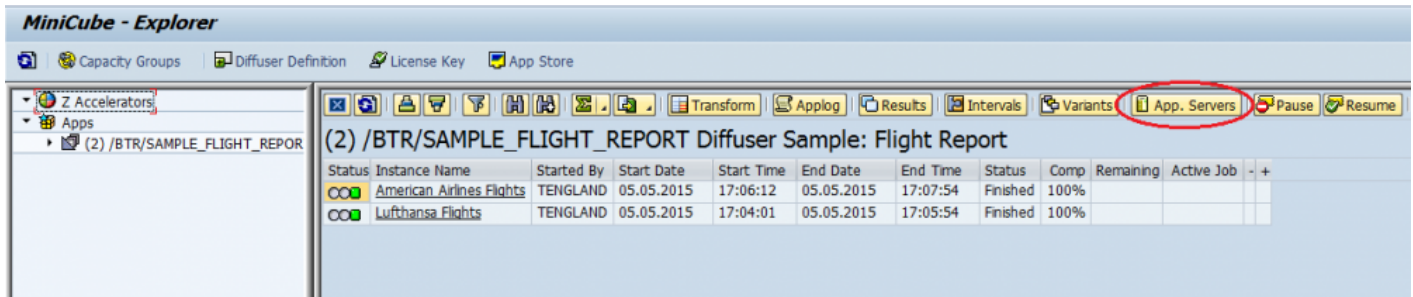 MiniCube - Explorer
Capacity Groups Diffuser Definition License Key App Store
Z Accelerators
Apps
(2) /BTR/SAMPLE_FLIGHT_REPOR
Transform Applog Results Intervals Variants App. Servers Pause Resume
(2) /BTR/SAMPLE_FLIGHT_REPORT Diffuser Sample: Flight Report
Status Instance Name Started By Start Date Start Time End Date End Time Status Comp Remaining Active Job - +
American Airlines Flights TENGLAND 05.05.2015 17:06:12 05.05.2015 17:07:54 Finished 100%
Lufthansa Flights TENGLAND 05.05.2015 17:04:01 05.05.2015 17:05:54 Finished 100%